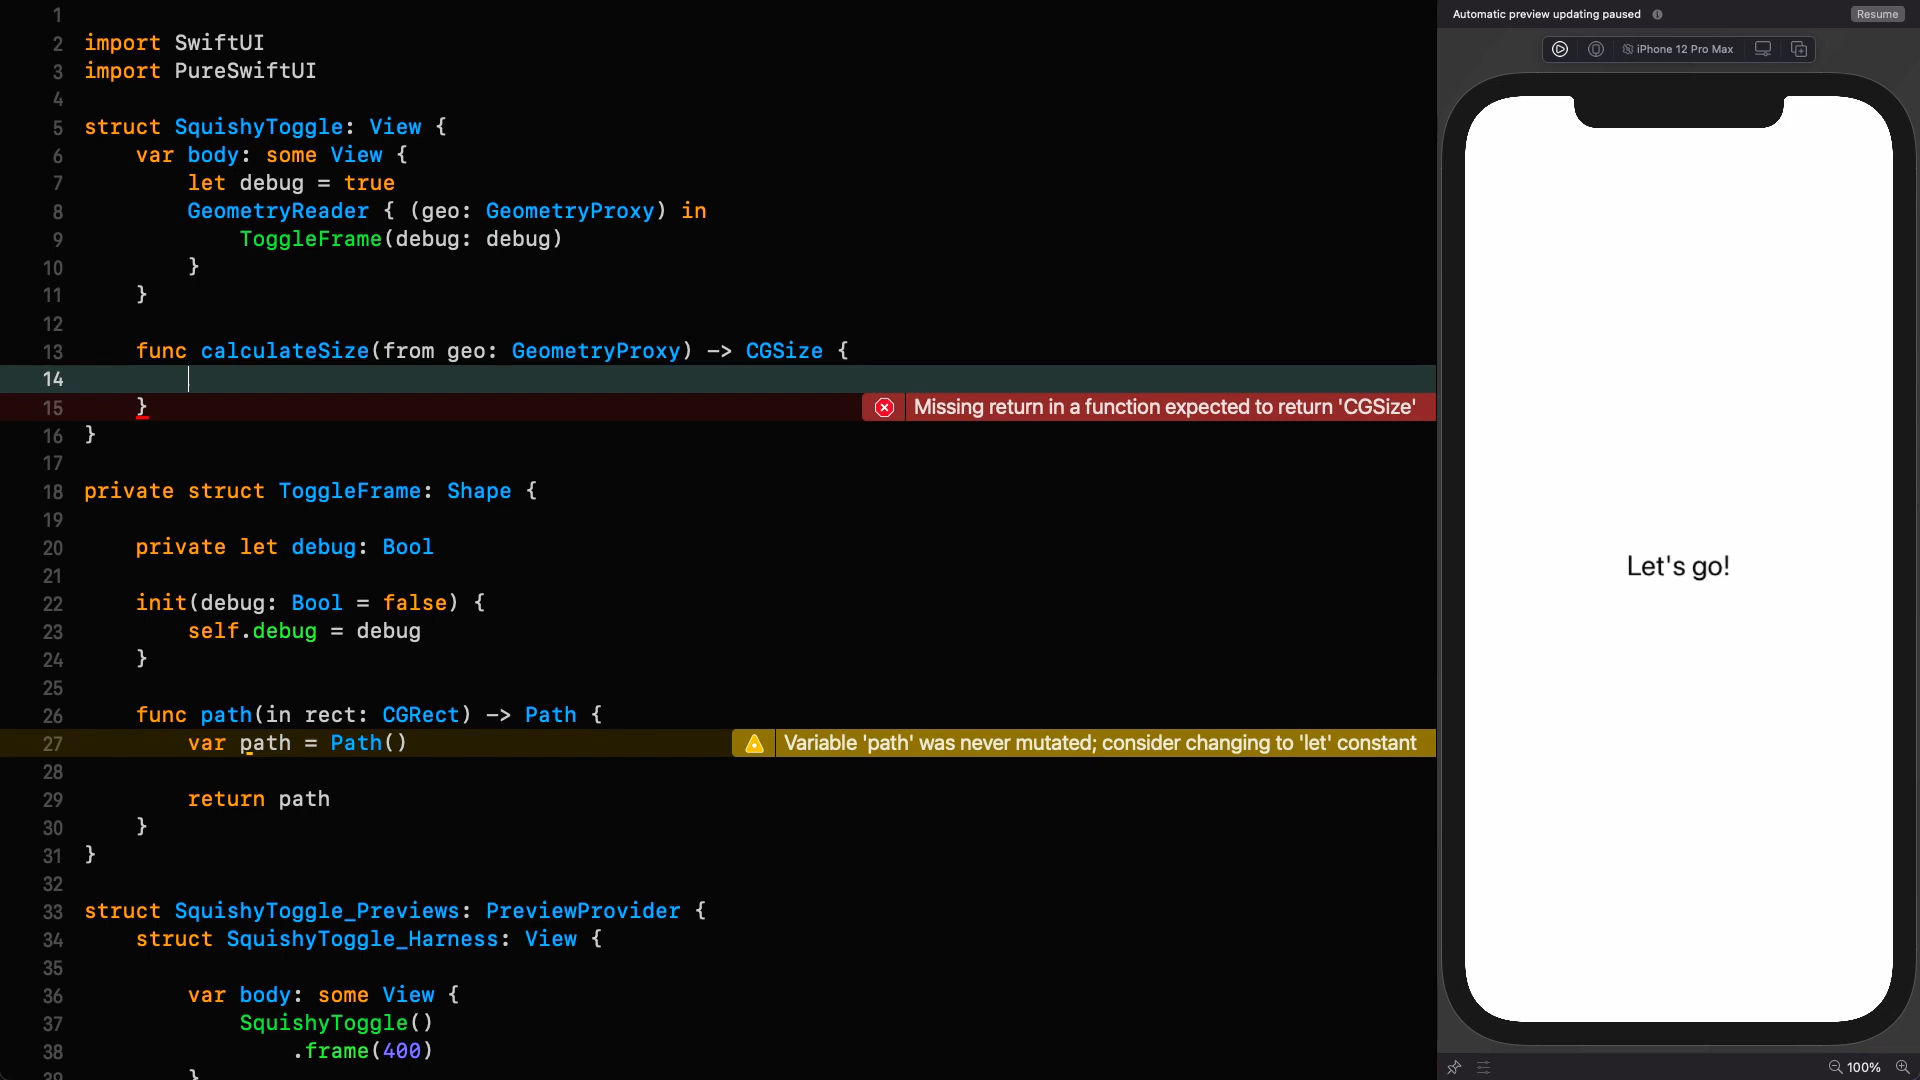 1
2 import SwiftUI
3 import PureSwiftUI
4
5 struct SquishyToggle: View {
6 var body: some View {
7 let debug = true
8 GeometryReader { (geo: GeometryProxy) in
9 ToggleFrame(debug: debug)
10 }
11 }
12
13 func calculateSize(from geo: GeometryProxy) -> CGSize {
14
15 } Missing return in a function expected to return 'CGSize'
16 }
17
18 private struct ToggleFrame: Shape {
19
20 private let debug: Bool
21
22 init(debug: Bool = false) {
23 self.debug = debug
24 }
25
26 func path(in rect: CGRect) -> Path {
27 var path = Path() Variable 'path' was never mutated; consider changing to 'let' constant
28
29 return path
30 }
31 }
32
33 struct SquishyToggle_Previews: PreviewProvider {
34 struct SquishyToggle_Harness: View {
35
36 var body: some View {
37 SquishyToggle()
38 .frame(400)
39 }
Automatic preview updating paused
Resume
iPhone 12 Pro Max
Let's go!
100%